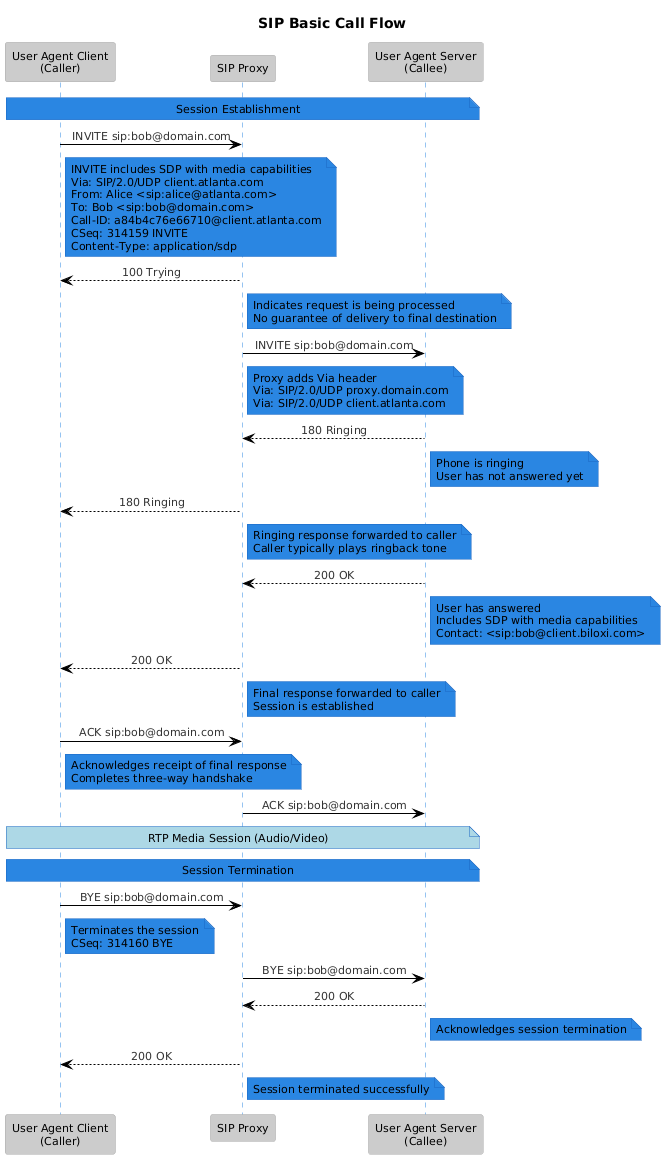 SIP Basic Call Flow
User Agent Client
(Caller)
SIP Proxy
User Agent Server
(Callee)
Session Establishment
INVITE sip:bob@domain.com
INVITE includes SDP with media capabilities
Via: SIP/2.0/UDP client.atlanta.com
From: Alice <sip:alice@atlanta.com>
To: Bob <sip:bob@domain.com>
Call-ID: a84b4c76e66710@client.atlanta.com
CSeq: 314159 INVITE
Content-Type: application/sdp
100 Trying
Indicates request is being processed
No guarantee of delivery to final destination
INVITE sip:bob@domain.com
Proxy adds Via header
Via: SIP/2.0/UDP proxy.domain.com
Via: SIP/2.0/UDP client.atlanta.com
180 Ringing
Phone is ringing
User has not answered yet
180 Ringing
Ringing response forwarded to caller
Caller typically plays ringback tone
200 OK
User has answered
Includes SDP with media capabilities
Contact: <sip:bob@client.biloxi.com>
200 OK
Final response forwarded to caller
Session is established
ACK sip:bob@domain.com
Acknowledges receipt of final response
Completes three-way handshake
ACK sip:bob@domain.com
RTP Media Session (Audio/Video)
Session Termination
BYE sip:bob@domain.com
Terminates the session
CSeq: 314160 BYE
BYE sip:bob@domain.com
200 OK
Acknowledges session termination
200 OK
Session terminated successfully
User Agent Client
(Caller)
SIP Proxy
User Agent Server
(Callee)